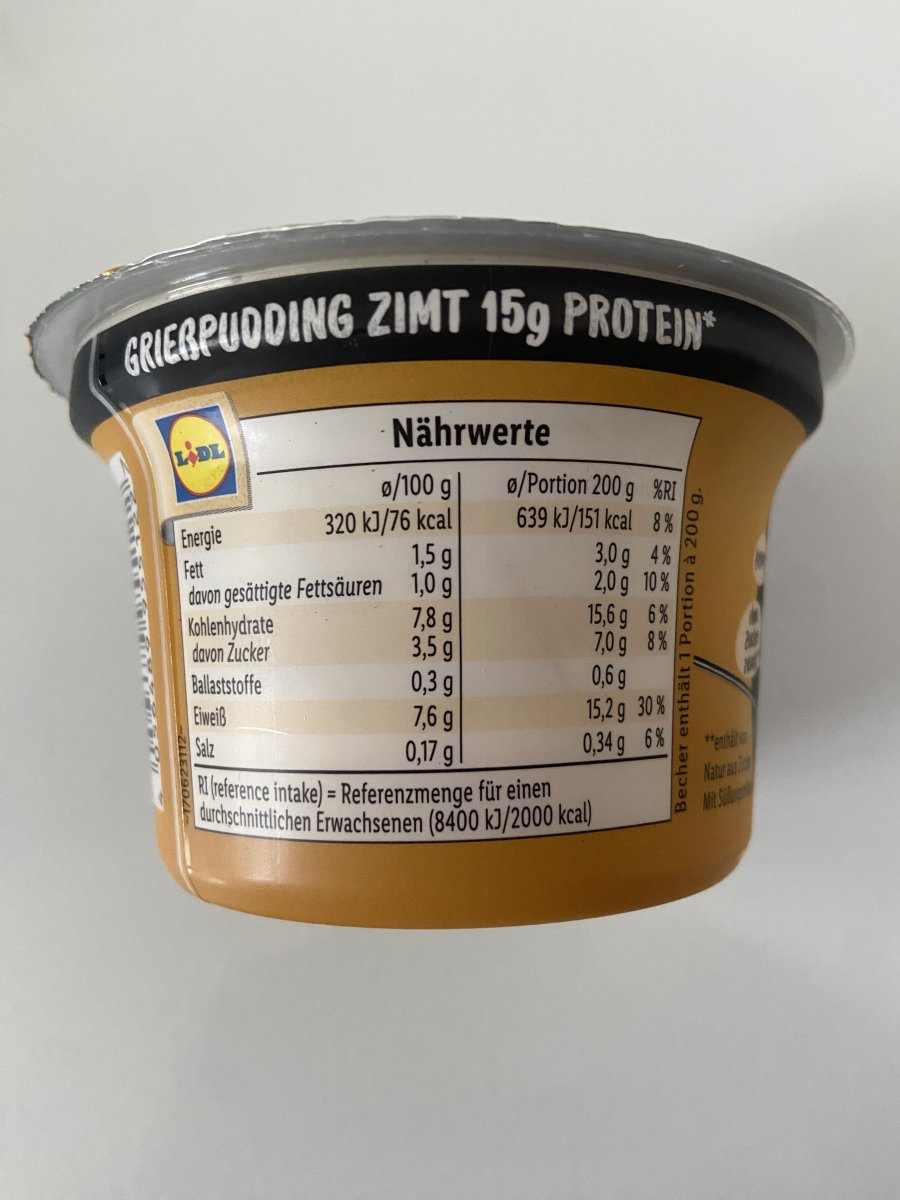 GRIEẞPUDDING ZIMT 15g PROTEIN*
LIDL
Nährwerte
ø/100 g ø/Portion 200 g %RI
Energie 320 kJ/76 kcal 639 kJ/151 kcal 8 %
Fett 1,5 g 3,0 g 4 %
davon gesättigte Fettsäuren 1,0 g 2,0 g 10 %
Kohlenhydrate 7,8 g 15,6 g 6 %
davon Zucker 3,5 g 7,0 g 8 %
Ballaststoffe 0,3 g 0,6 g
Eiweiß 7,6 g 15,2 g 30 %
Salz 0,17 g 0,34 g 6 %
RI (reference intake) = Referenzmenge für einen
durchschnittlichen Erwachsenen (8400 kJ/2000 kcal)
Becher enthält 1 Portion à 200 g.
-170623112-
**enthält von
Natur aus
Mit